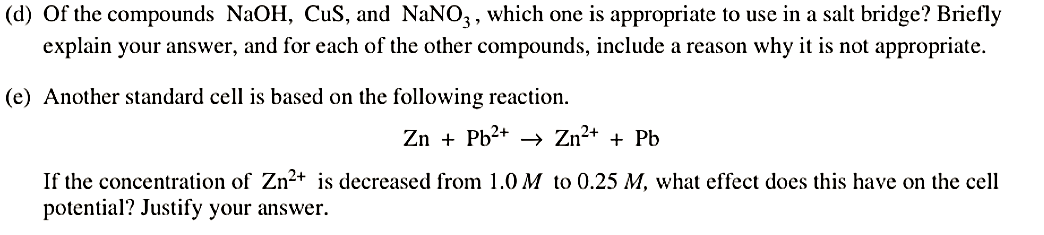 (d) Of the compounds NaOH, CuS, and NaNO₃, which one is appropriate to use in a salt bridge? Briefly
explain your answer, and for each of the other compounds, include a reason why it is not appropriate.
(e) Another standard cell is based on the following reaction.
Zn + Pb²⁺ → Zn²⁺ + Pb
If the concentration of Zn²⁺ is decreased from 1.0 M to 0.25 M, what effect does this have on the cell
potential? Justify your answer.